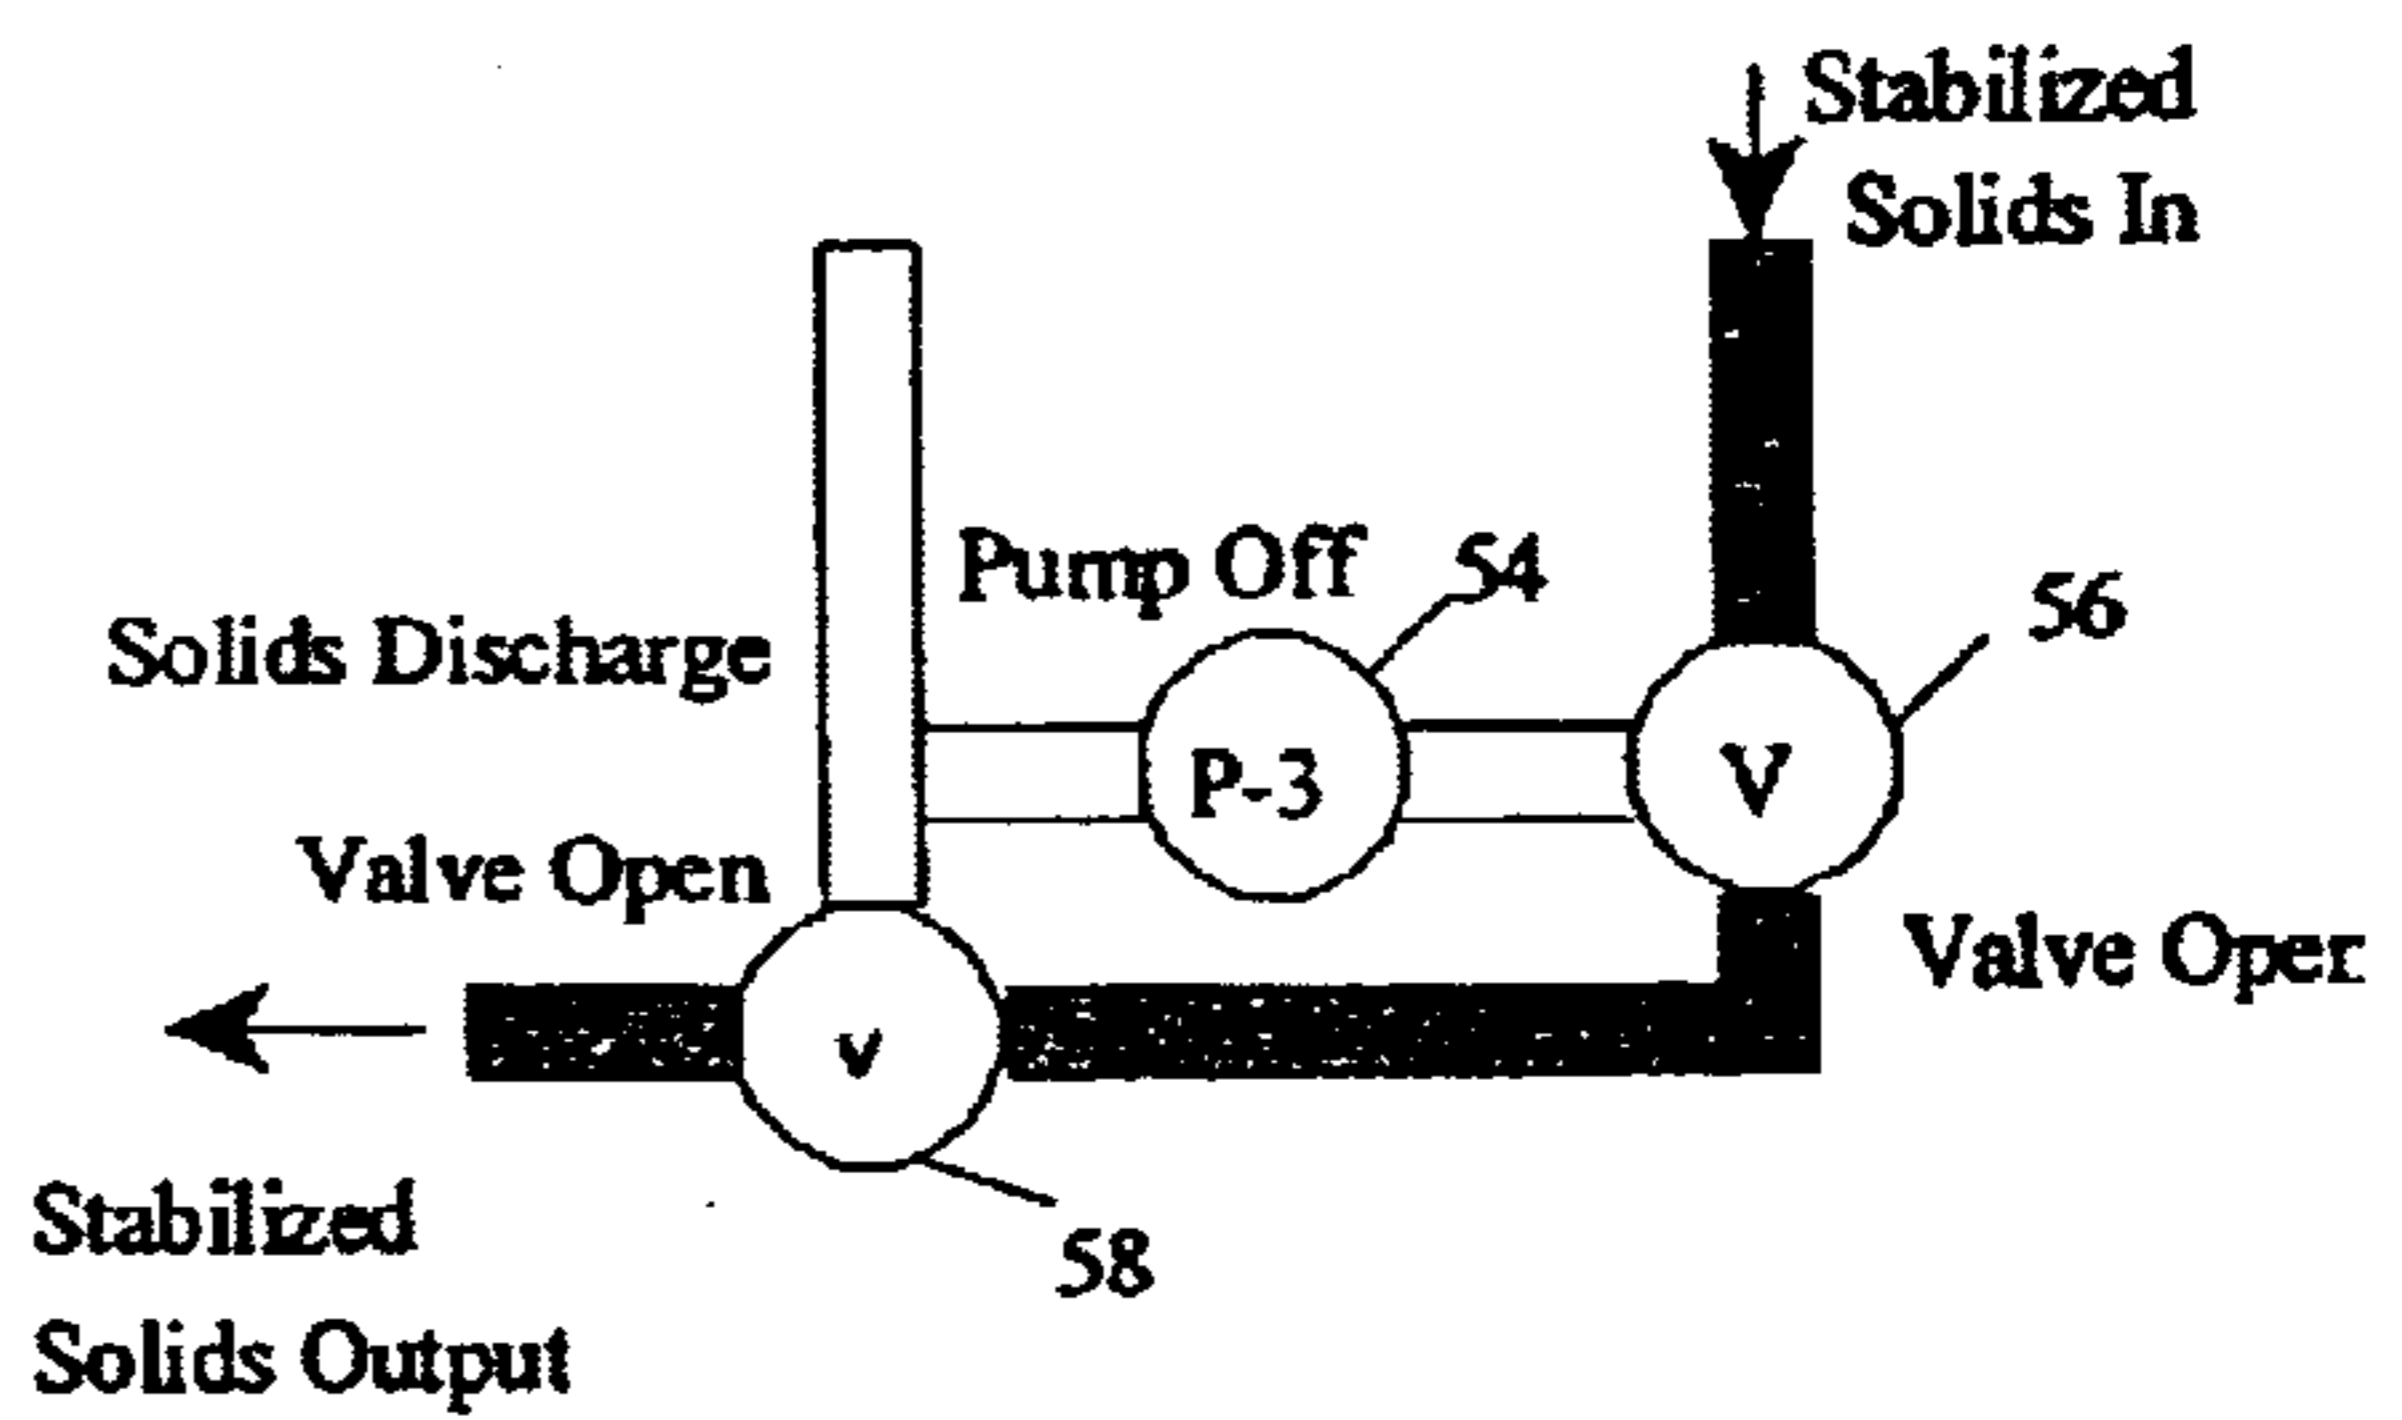 Stabilized
Solids In
Pump Off
54
56
Solids Discharge
P-3
V
Valve Open
Valve Oper
v
58
Stabilized
Solids Output